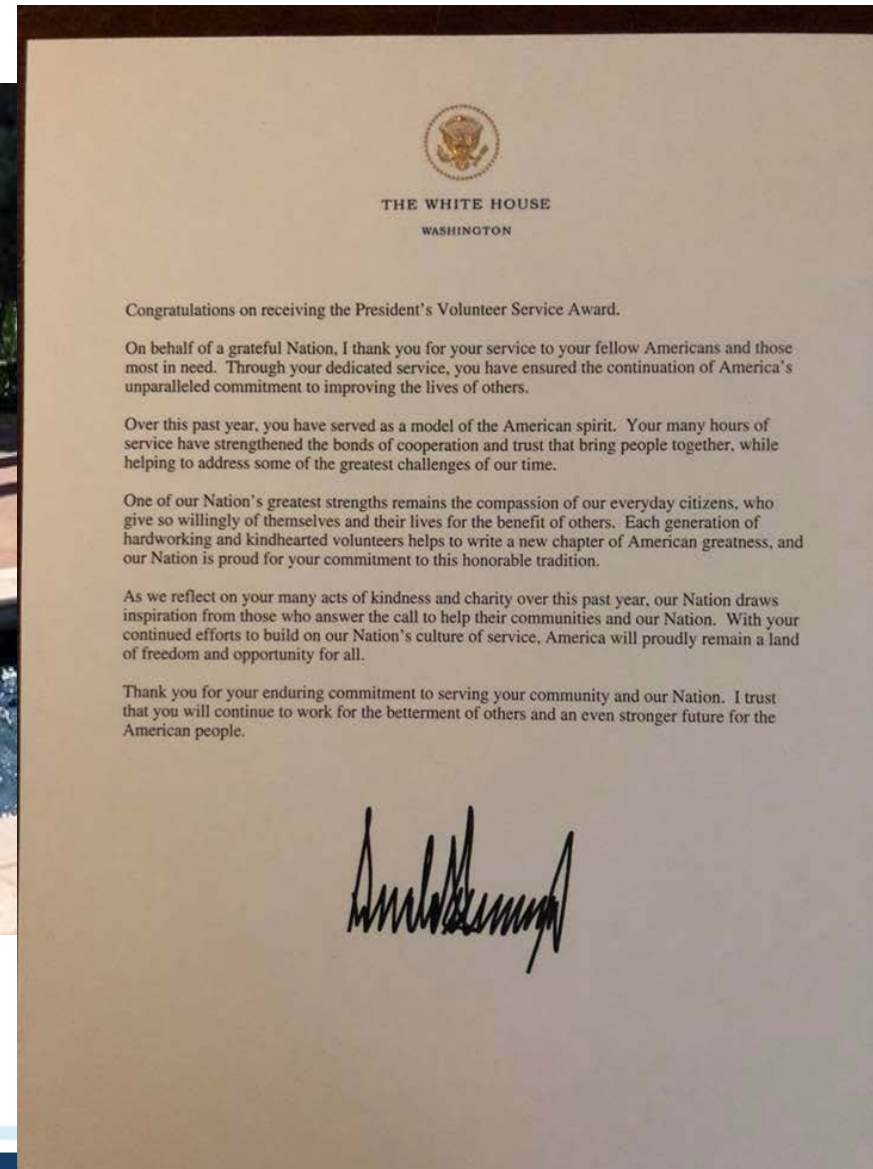 THE WHITE HOUSE
WASHINGTON
Congratulations on receiving the President's Volunteer Service Award.
On behalf of a grateful Nation, I thank you for your service to your fellow Americans and those
most in need. Through your dedicated service, you have ensured the continuation of America's
unparalleled commitment to improving the lives of others.
Over this past year, you have served as a model of the American spirit. Your many hours of
service have strengthened the bonds of cooperation and trust that bring people together, while
helping to address some of the greatest challenges of our time.
One of our Nation's greatest strengths remains the compassion of our everyday citizens, who
give so willingly of themselves and their lives for the benefit of others. Each generation of
hardworking and kindhearted volunteers helps to write a new chapter of American greatness, and
our Nation is proud for your commitment to this honorable tradition.
As we reflect on your many acts of kindness and charity over this past year, our Nation draws
inspiration from those who answer the call to help their communities and our Nation. With your
continued efforts to build on our Nation's culture of service, America will proudly remain a land
of freedom and opportunity for all.
Thank you for your enduring commitment to serving your community and our Nation. I trust
that you will continue to work for the betterment of others and an even stronger future for the
American people.